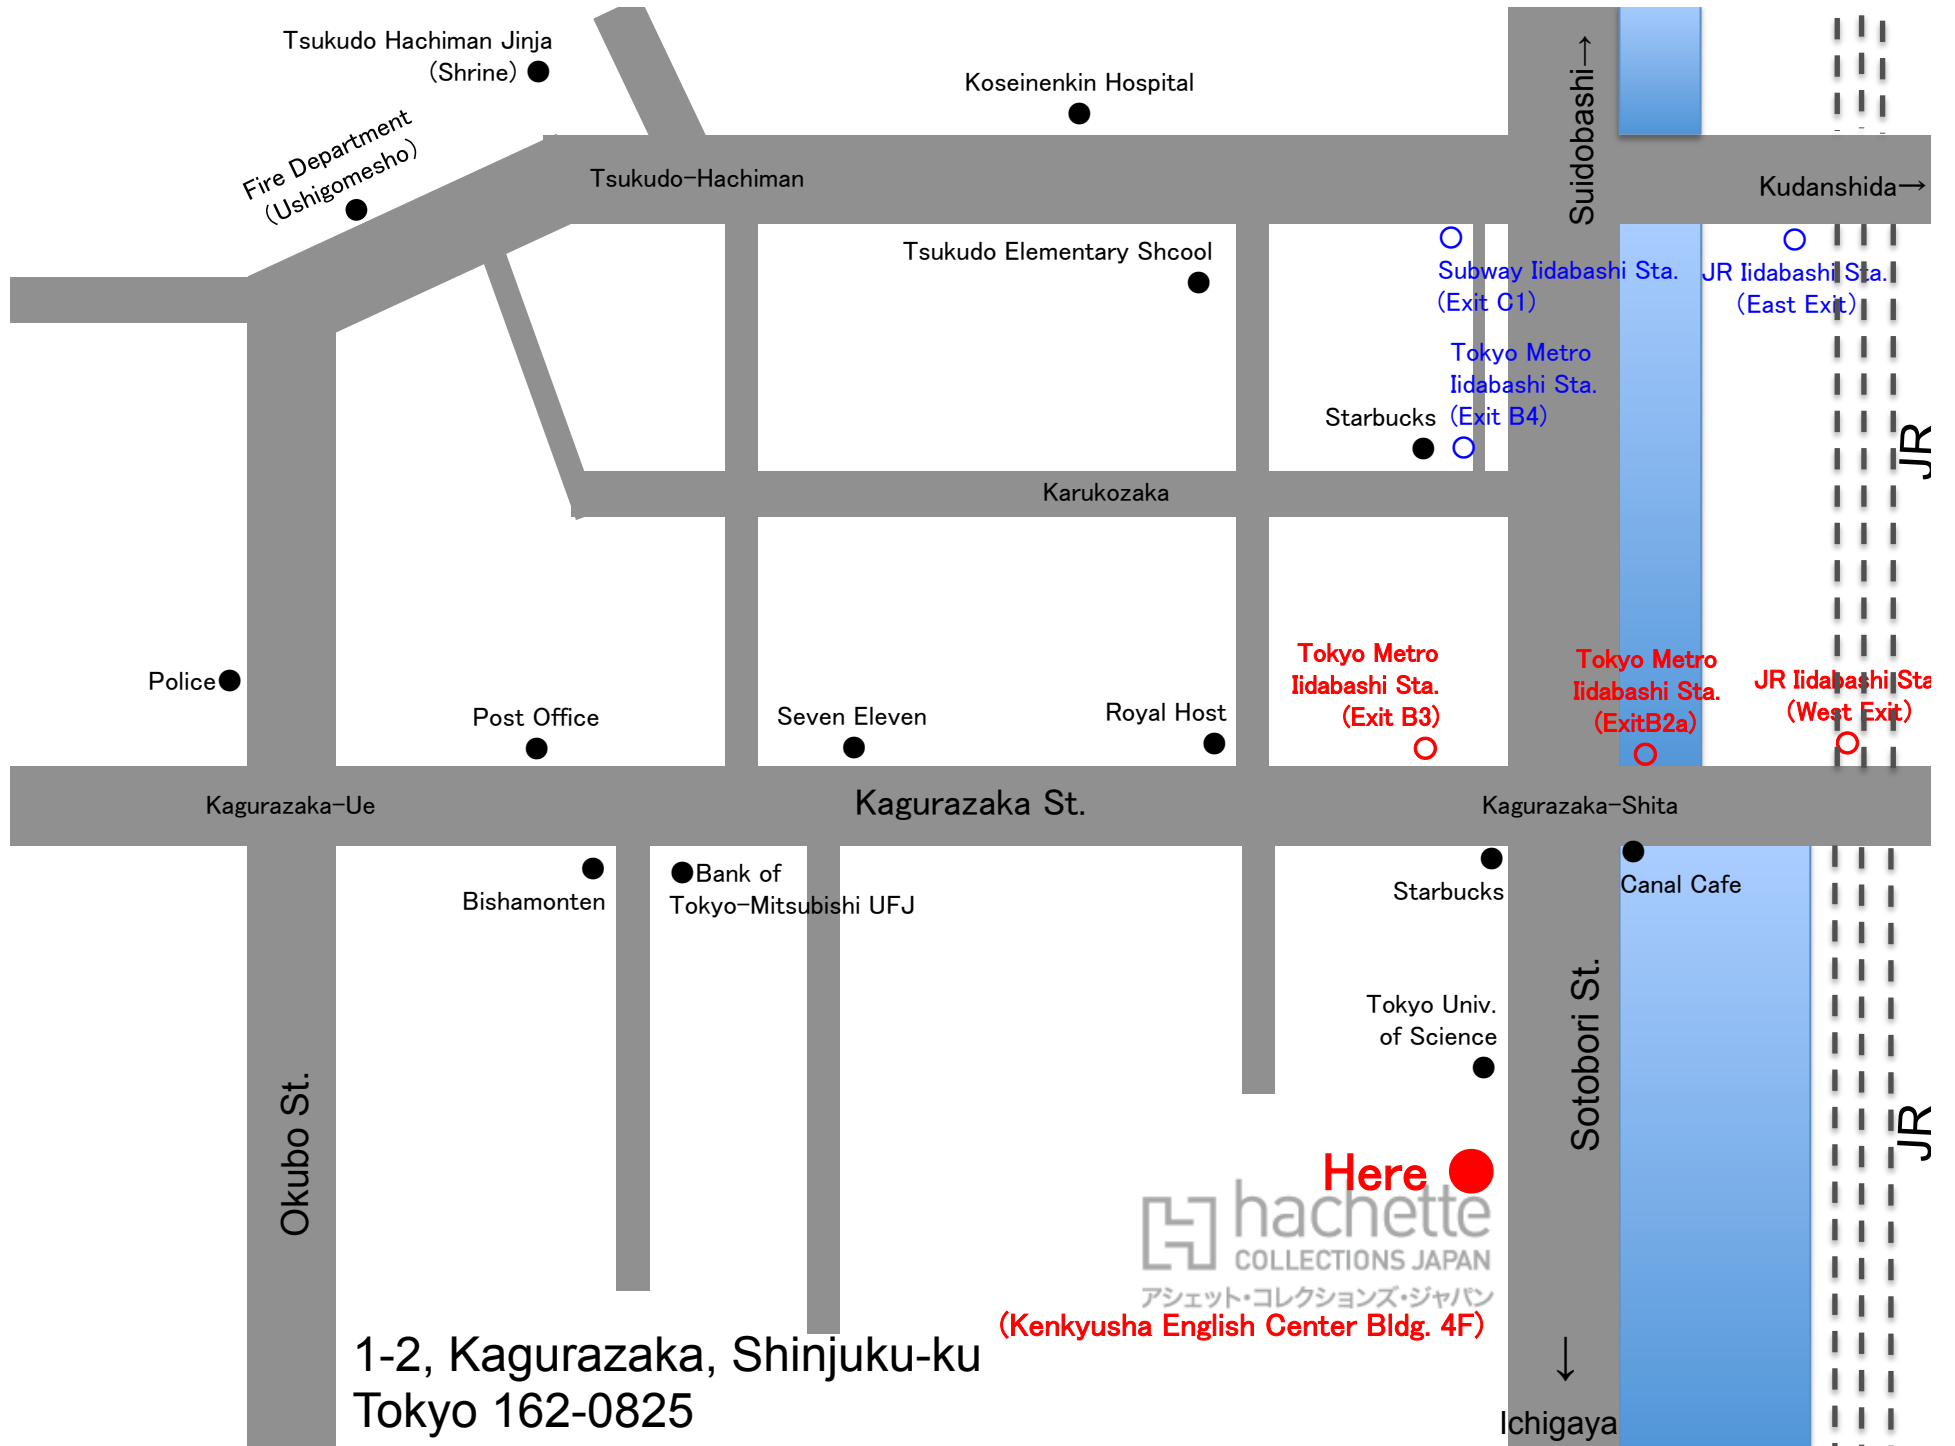 Tsukudo Hachiman Jinja
(Shrine)
Koseinenkin Hospital
Suidobashi→
Fire Department
(Ushigomesho)
Tsukudo-Hachiman
Kudanshida→
Tsukudo Elementary Shcool
Subway Iidabashi Sta.
(Exit C1)
JR Iidabashi Sta.
(East Exit)
Tokyo Metro
Iidabashi Sta.
(Exit B4)
Starbucks
JR
Karukozaka
Police
Post Office
Seven Eleven
Royal Host
Tokyo Metro
Iidabashi Sta.
(Exit B3)
Tokyo Metro
Iidabashi Sta.
(ExitB2a)
JR Iidabashi Sta
(West Exit)
Kagurazaka-Ue
Kagurazaka St.
Kagurazaka-Shita
Bishamonten
Bank of
Tokyo-Mitsubishi UFJ
Starbucks
Canal Cafe
Tokyo Univ.
of Science
Sotobori St.
Okubo St.
JR
Here
hachette
COLLECTIONS JAPAN
アシェット・コレクションズ・ジャパン
(Kenkyusha English Center Bldg. 4F)
1-2, Kagurazaka, Shinjuku-ku
Tokyo 162-0825
↓
Ichigaya